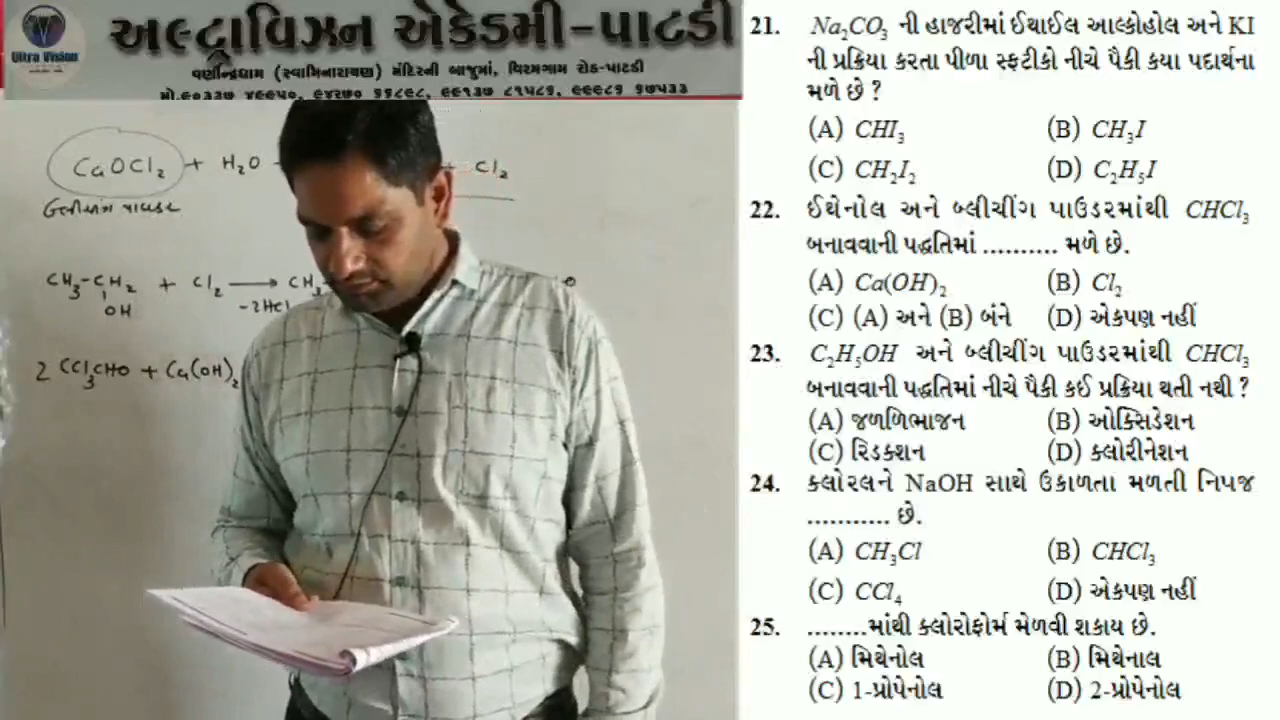 અલ્ટ્રાવિઝન એકેડમી-પાટડી
Ultra Vision
વર્ણીન્દ્રધામ (સ્વામિનારાયણ) મંદિરની બાજુમાં, વિરમગામ રોડ-પાટડી
CaOCl₂ + H₂O
+ Cl₂
CH₃-CH₂ + Cl₂ ⟶ CH₃
OH
-2HCl
2 CCl₃CHO + Ca(OH)₂
21. Na₂CO₃ ની હાજરીમાં ઈથાઈલ આલ્કોહોલ અને KI
ની પ્રક્રિયા કરતા પીળા સ્ફટીકો નીચે પૈકી કયા પદાર્થના
મળે છે ?
(A) CHI₃ (B) CH₃I
(C) CH₂I₂ (D) C₂H₅I
22. ઈથેનોલ અને બ્લીચીંગ પાઉડરમાંથી CHCl₃
બનાવવાની પદ્ધતિમાં .......... મળે છે.
(A) Ca(OH)₂ (B) Cl₂
(C) (A) અને (B) બંને (D) એકપણ નહીં
23. C₂H₅OH અને બ્લીચીંગ પાઉડરમાંથી CHCl₃
બનાવવાની પદ્ધતિમાં નીચે પૈકી કઈ પ્રક્રિયા થતી નથી ?
(A) જળળિભાજન (B) ઓક્સિડેશન
(C) રિડક્શન (D) ક્લોરીનેશન
24. ક્લોરલને NaOH સાથે ઉકાળતા મળતી નિપજ
........... છે.
(A) CH₃Cl (B) CHCl₃
(C) CCl₄ (D) એકપણ નહીં
25. ........માંથી ક્લોરોફોર્મ મેળવી શકાય છે.
(A) મિથેનોલ (B) મિથેનાલ
(C) 1-પ્રોપેનોલ (D) 2-પ્રોપેનોલ